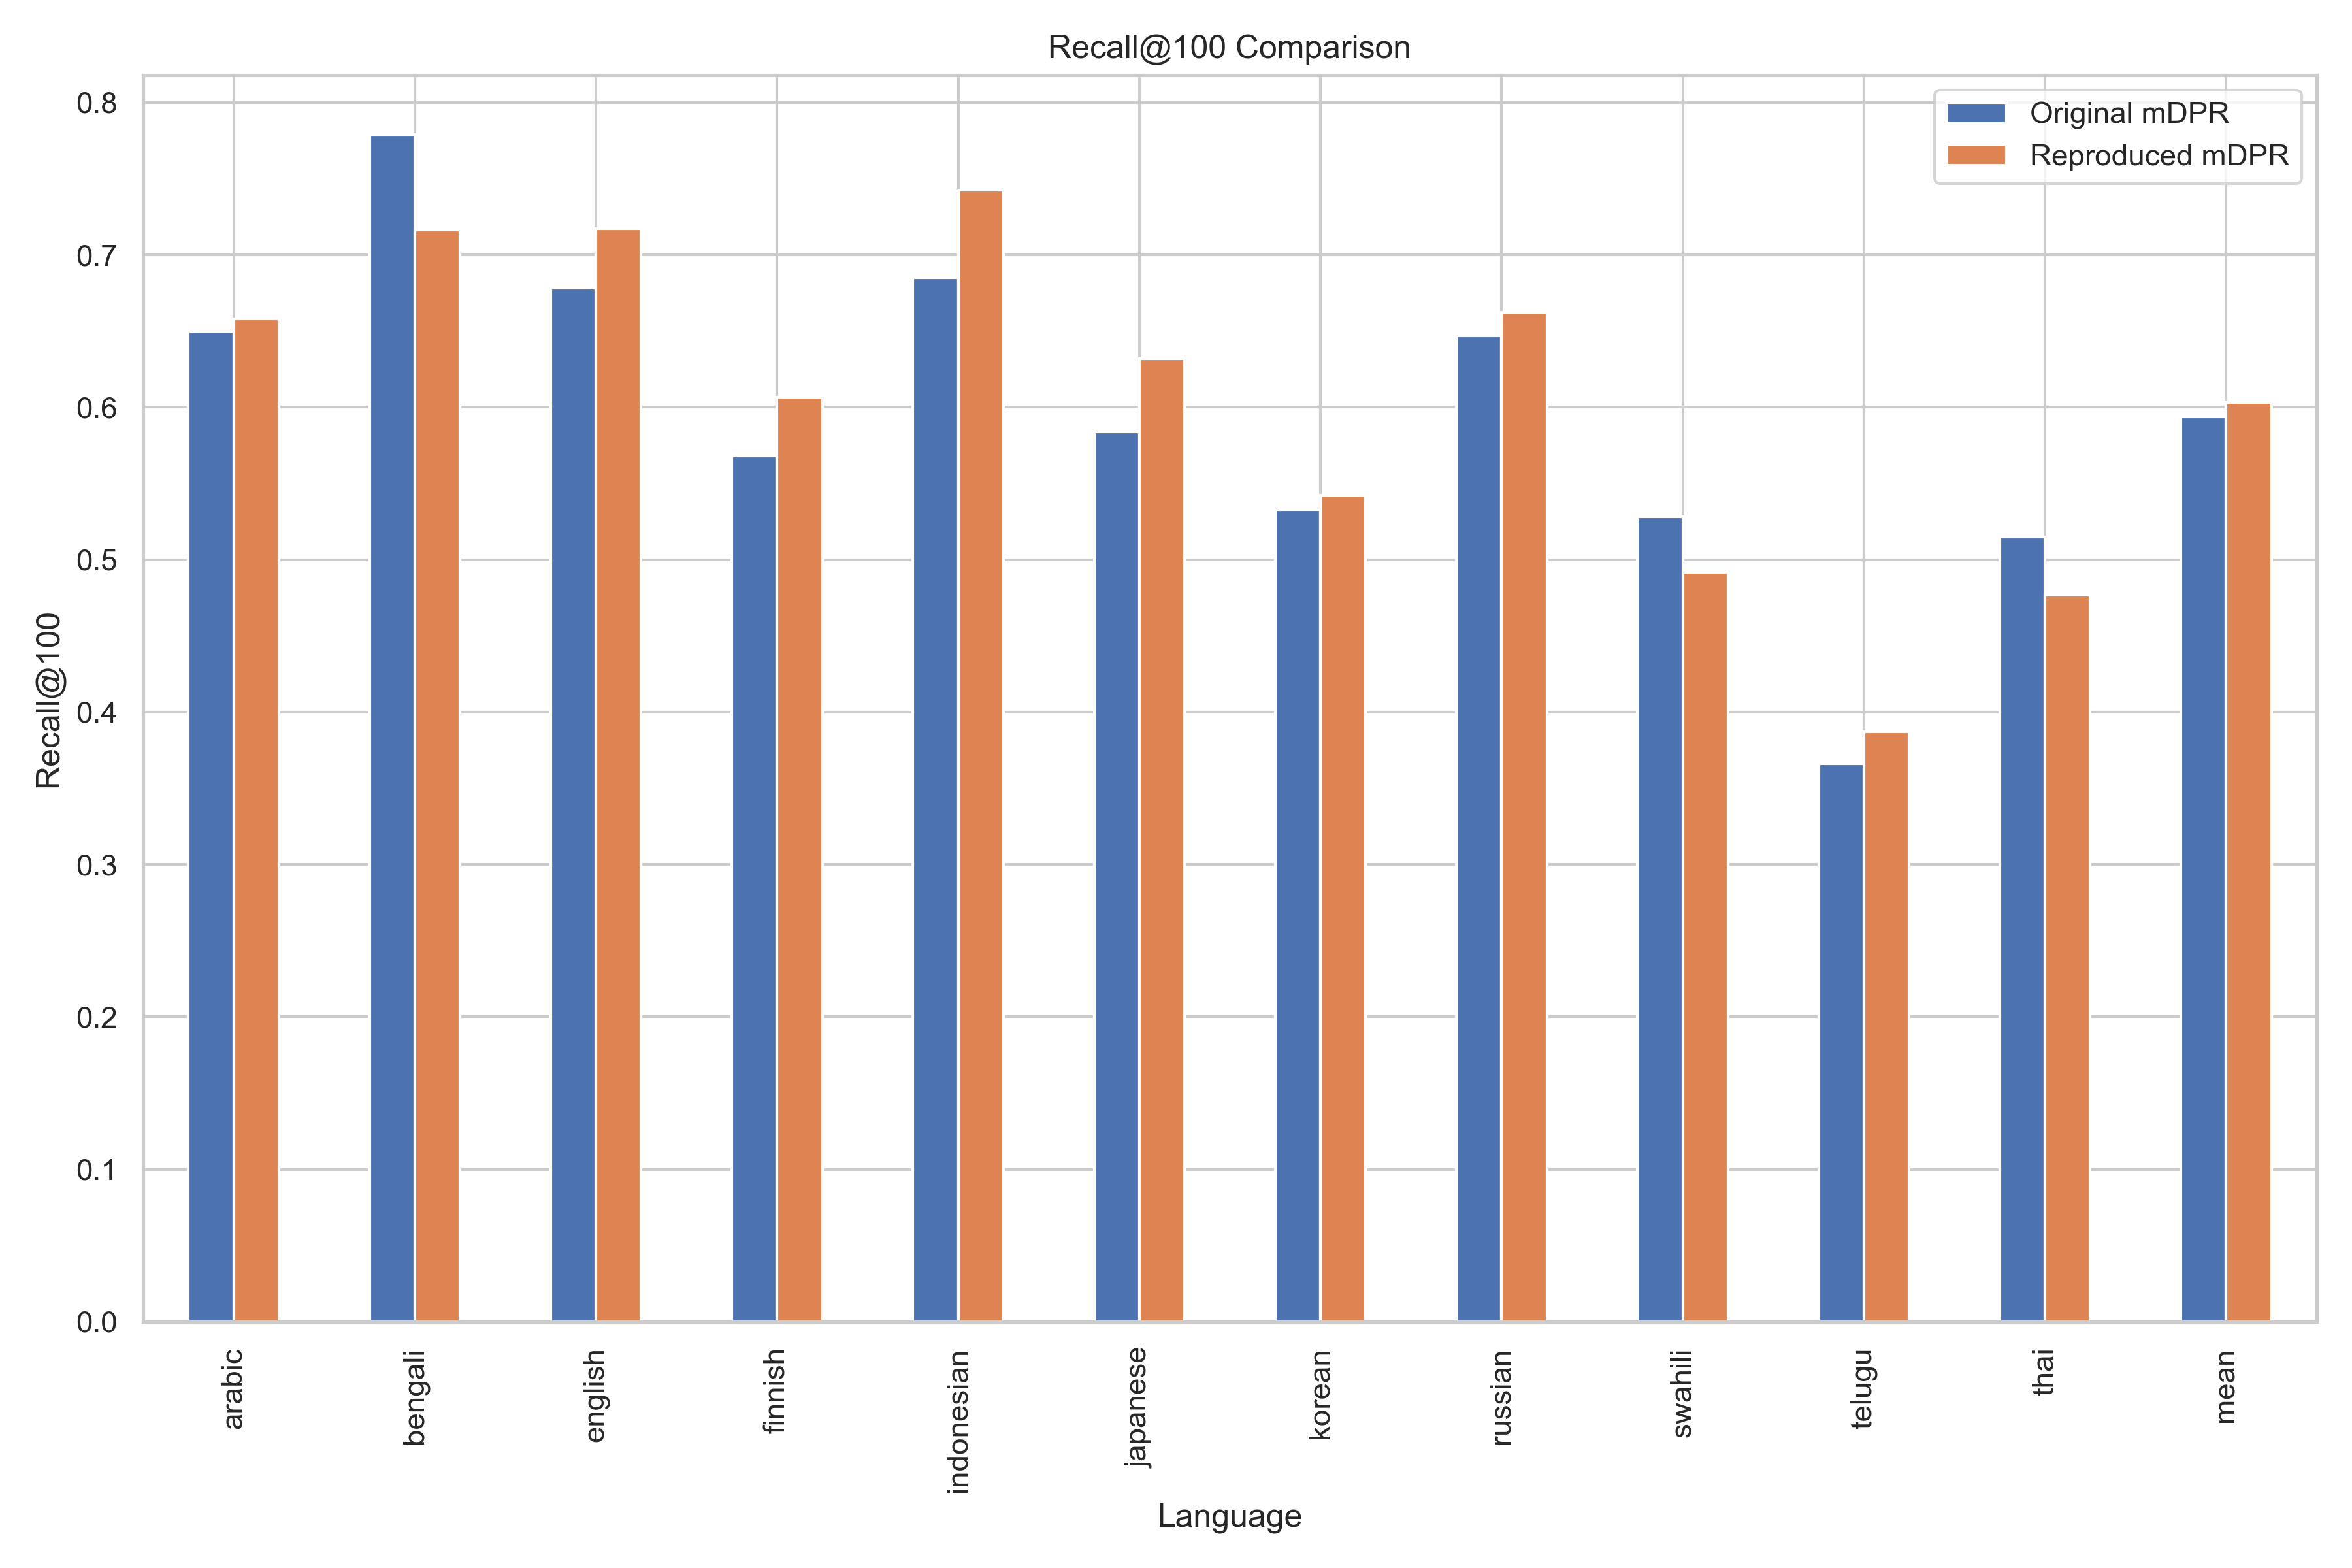 Recall@100 Comparison
Original mDPR
Reproduced mDPR
Recall@100
0.8
0.7
0.6
0.5
0.4
0.3
0.2
0.1
0.0
arabic
bengali
english
finnish
indonesian
japanese
korean
russian
swahili
telugu
thai
mean
Language